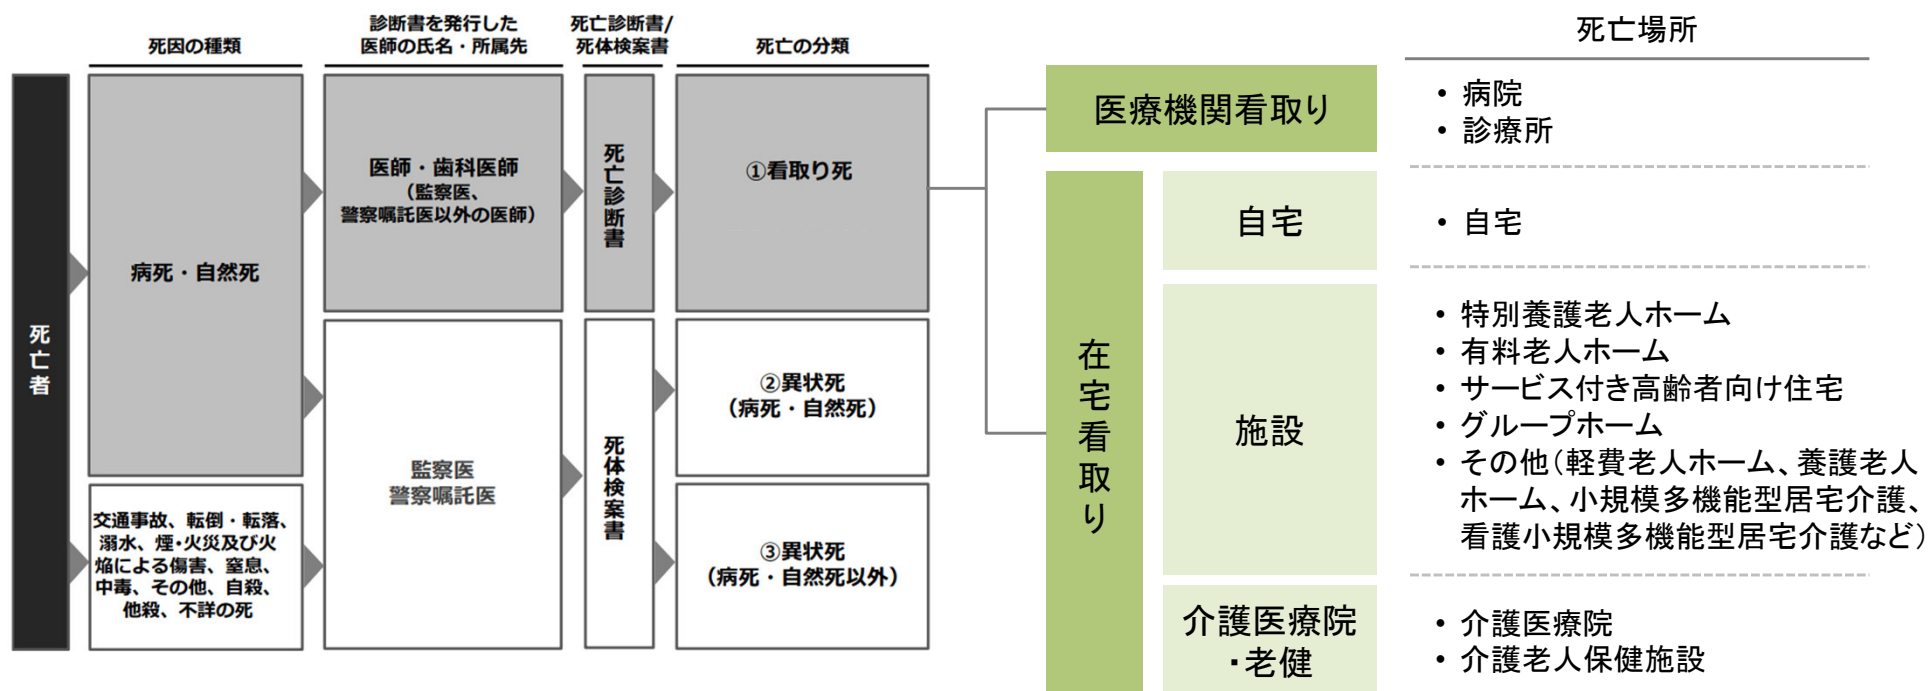 死因の種類
診断書を発行した
医師の氏名・所属先
死亡診断書/
死体検案書
死亡の分類
死亡場所
死亡者
病死・自然死
交通事故、転倒・転落、
溺水、煙・火災及び火
焔による傷害、窒息、
中毒、その他、自殺、
他殺、不詳の死
医師・歯科医師
（監察医、
警察嘱託医以外の医師）
監察医
警察嘱託医
死亡診断書
死体検案書
①看取り死
②異状死
（病死・自然死）
③異状死
（病死・自然死以外）
医療機関看取り
• 病院
• 診療所
在宅看取り
自宅
• 自宅
施設
• 特別養護老人ホーム
• 有料老人ホーム
• サービス付き高齢者向け住宅
• グループホーム
• その他（軽費老人ホーム、養護老人
ホーム、小規模多機能型居宅介護、
看護小規模多機能型居宅介護など）
介護医療院
・老健
• 介護医療院
• 介護老人保健施設